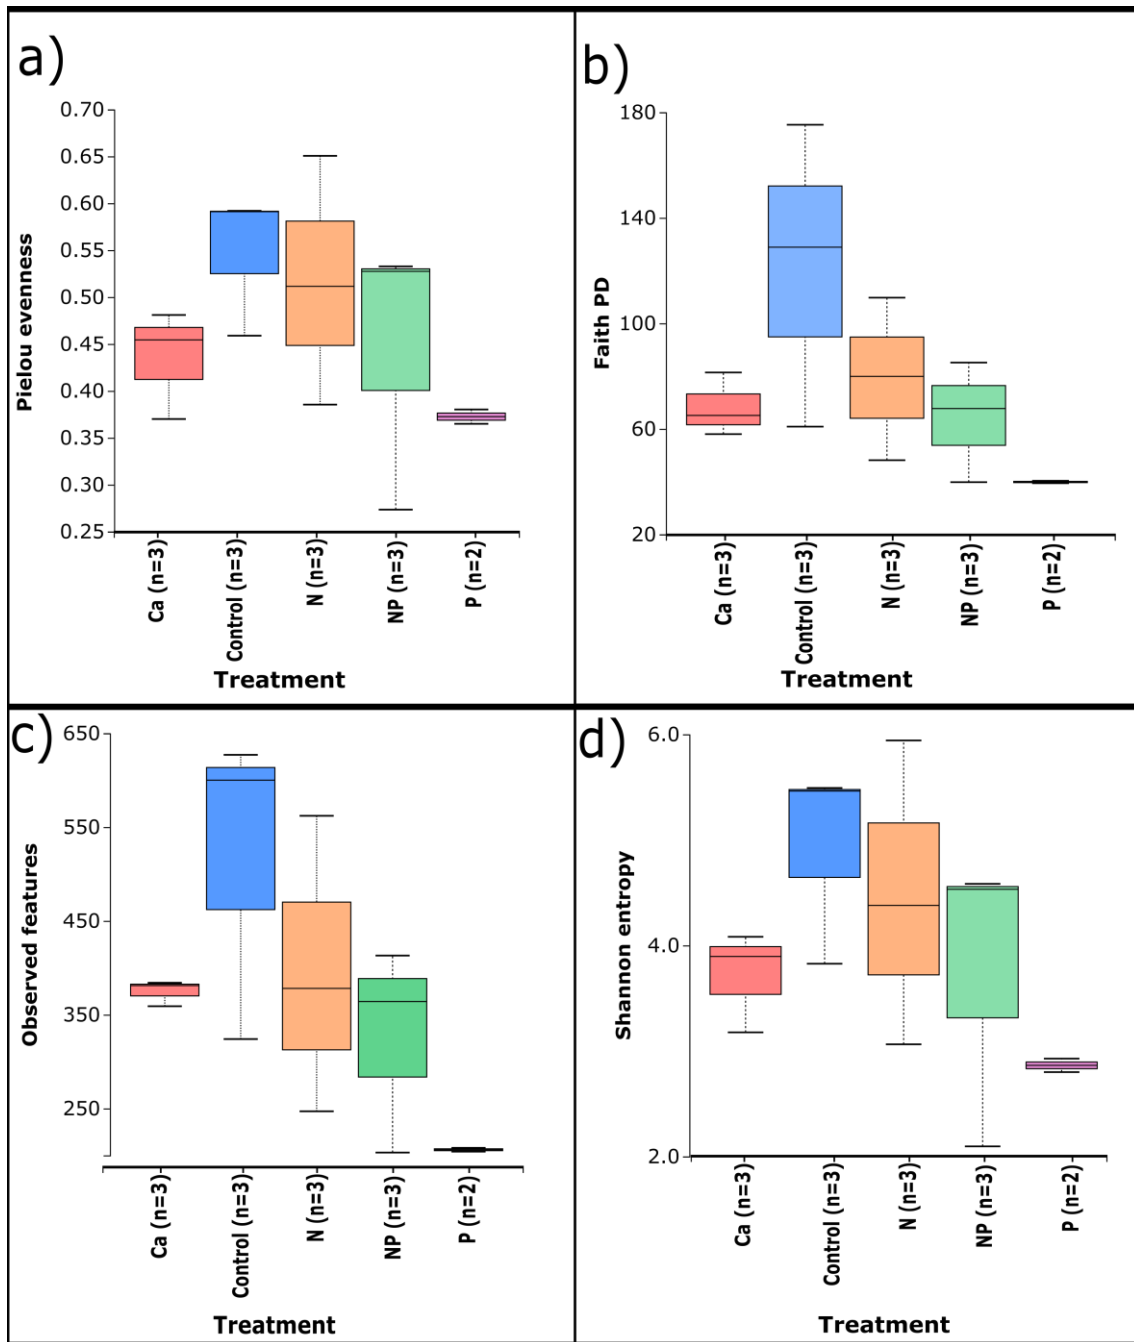 a)
0.70
0.65
0.60
0.55
0.50
0.45
0.40
0.35
0.30
0.25
Pielou evenness
Ca (n=3)
Control (n=3)
N (n=3)
NP (n=3)
P (n=2)
Treatment
b)
180
140
100
60
20
Faith PD
Ca (n=3)
Control (n=3)
N (n=3)
NP (n=3)
P (n=2)
Treatment
c)
650
550
450
350
250
Observed features
Ca (n=3)
Control (n=3)
N (n=3)
NP (n=3)
P (n=2)
Treatment
d)
6.0
4.0
2.0
Shannon entropy
Ca (n=3)
Control (n=3)
N (n=3)
NP (n=3)
P (n=2)
Treatment